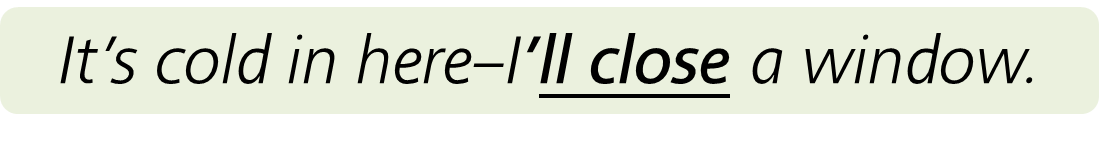 It’s cold in here–I’ll close a window.